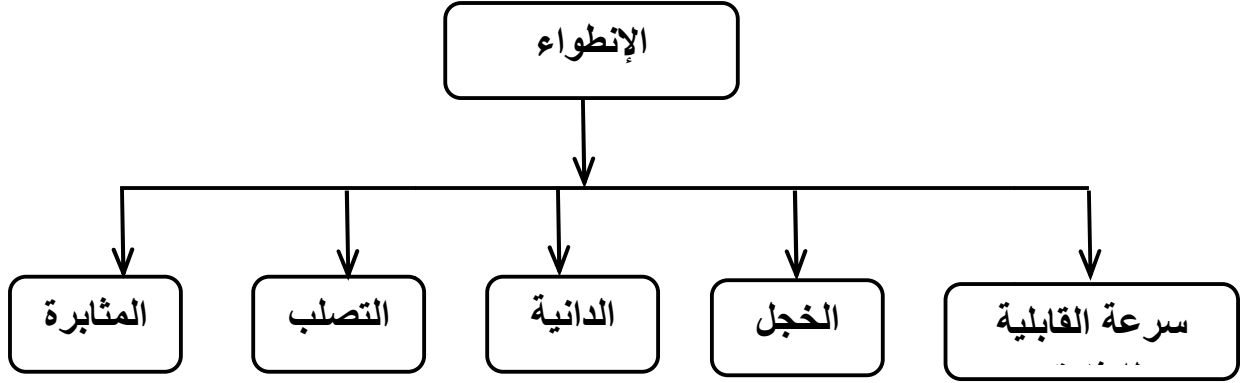 الإنطواء
سرعة القابلية
الخجل
الدانية
التصلب
المثابرة